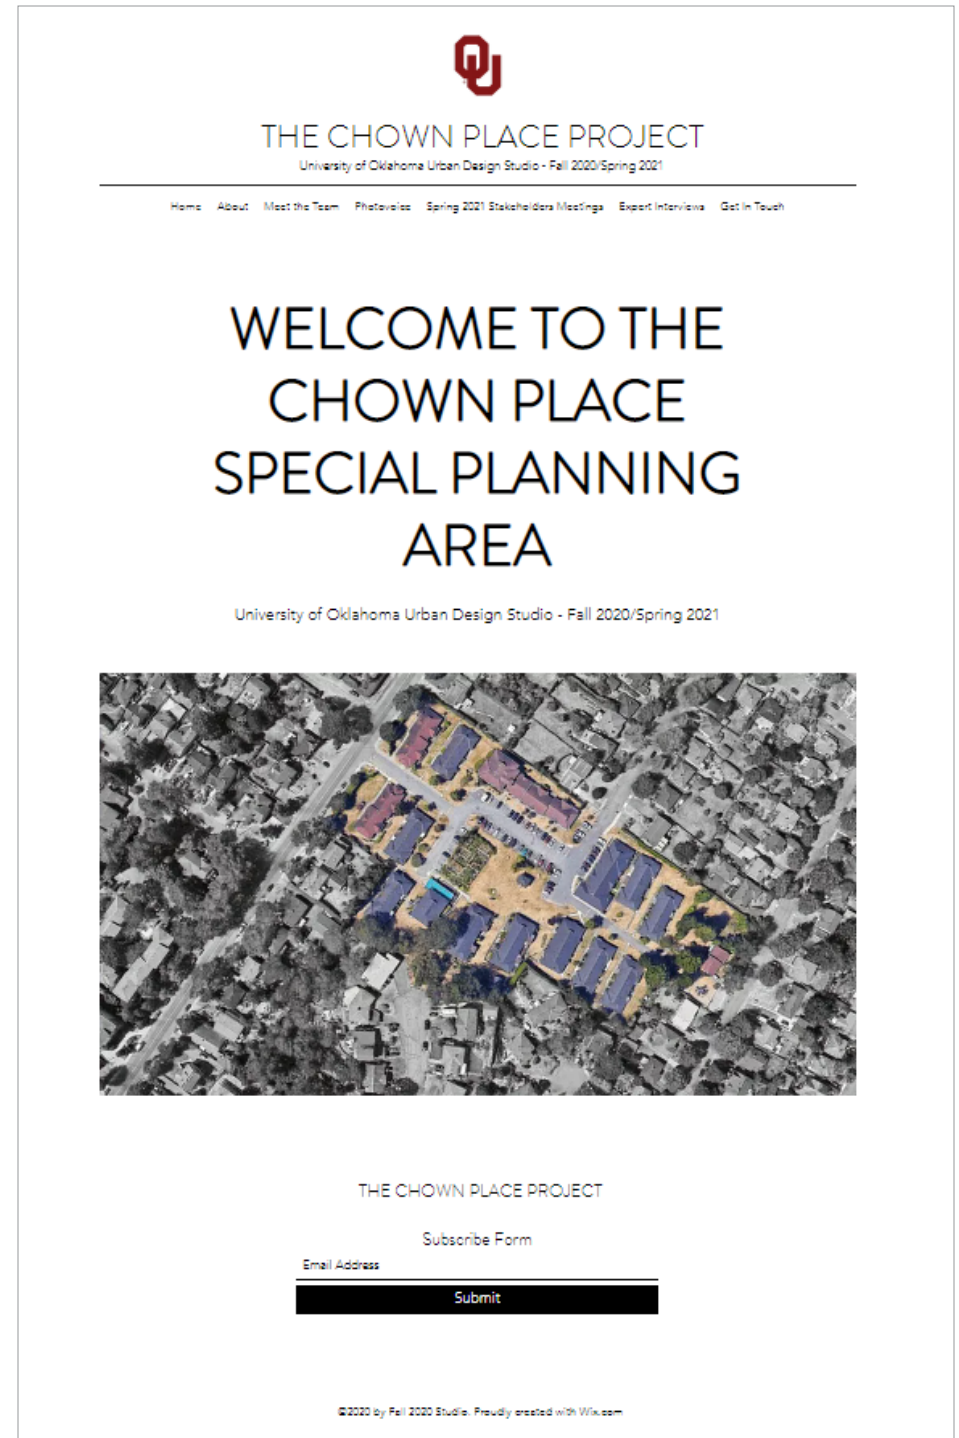 OU
THE CHOWN PLACE PROJECT
University of Oklahoma Urban Design Studio - Fall 2020/Spring 2021
Home About Meet the Team Photovoice Spring 2021 Stakeholders Meetings Expert Interviews Get In Touch
WELCOME TO THE
CHOWN PLACE
SPECIAL PLANNING
AREA
University of Oklahoma Urban Design Studio - Fall 2020/Spring 2021
THE CHOWN PLACE PROJECT
Subscribe Form
Email Address
Submit
©2020 by Fall 2020 Studio. Proudly created with Wix.com